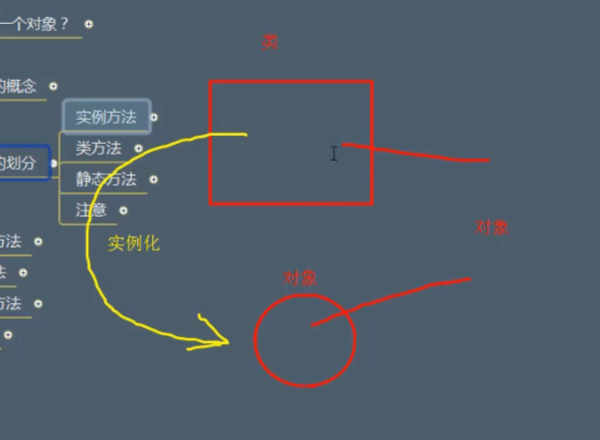 一个对象？
类
的概念
实例方法
类方法
的划分
静态方法
注意
对象
方法
实例化
法
对象
方法